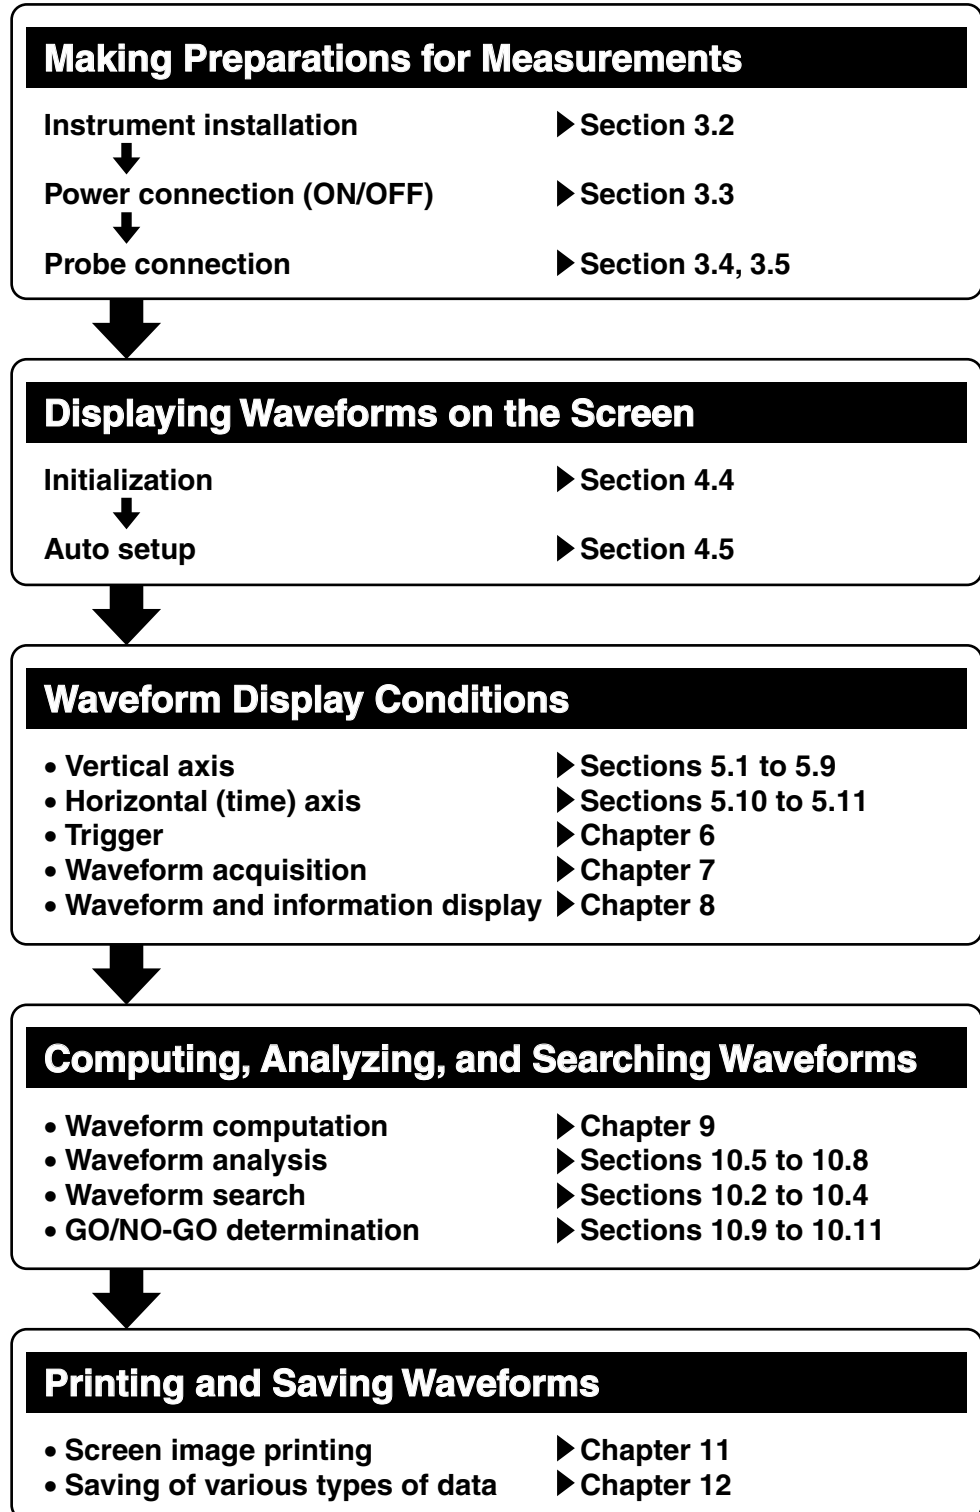 Making Preparations for Measurements
Instrument installation ▶ Section 3.2
Power connection (ON/OFF) ▶ Section 3.3
Probe connection ▶ Section 3.4, 3.5
Displaying Waveforms on the Screen
Initialization ▶ Section 4.4
Auto setup ▶ Section 4.5
Waveform Display Conditions
• Vertical axis ▶ Sections 5.1 to 5.9
• Horizontal (time) axis ▶ Sections 5.10 to 5.11
• Trigger ▶ Chapter 6
• Waveform acquisition ▶ Chapter 7
• Waveform and information display ▶ Chapter 8
Computing, Analyzing, and Searching Waveforms
• Waveform computation ▶ Chapter 9
• Waveform analysis ▶ Sections 10.5 to 10.8
• Waveform search ▶ Sections 10.2 to 10.4
• GO/NO-GO determination ▶ Sections 10.9 to 10.11
Printing and Saving Waveforms
• Screen image printing ▶ Chapter 11
• Saving of various types of data ▶ Chapter 12